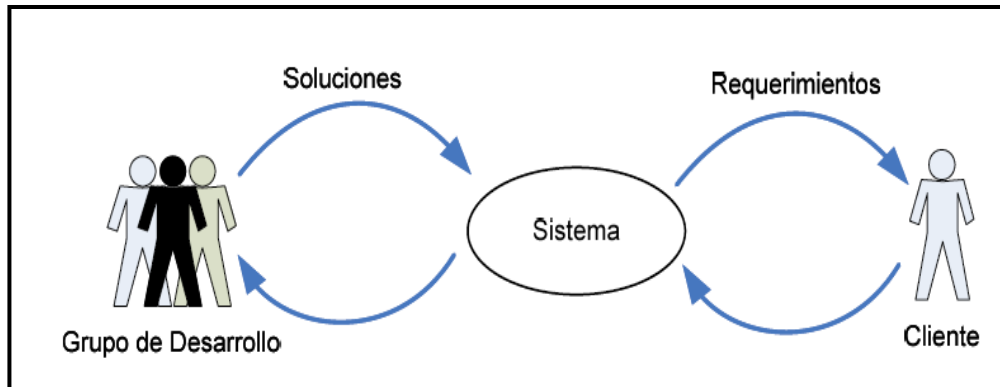 Soluciones
Requerimientos
Sistema
Grupo de Desarrollo
Cliente